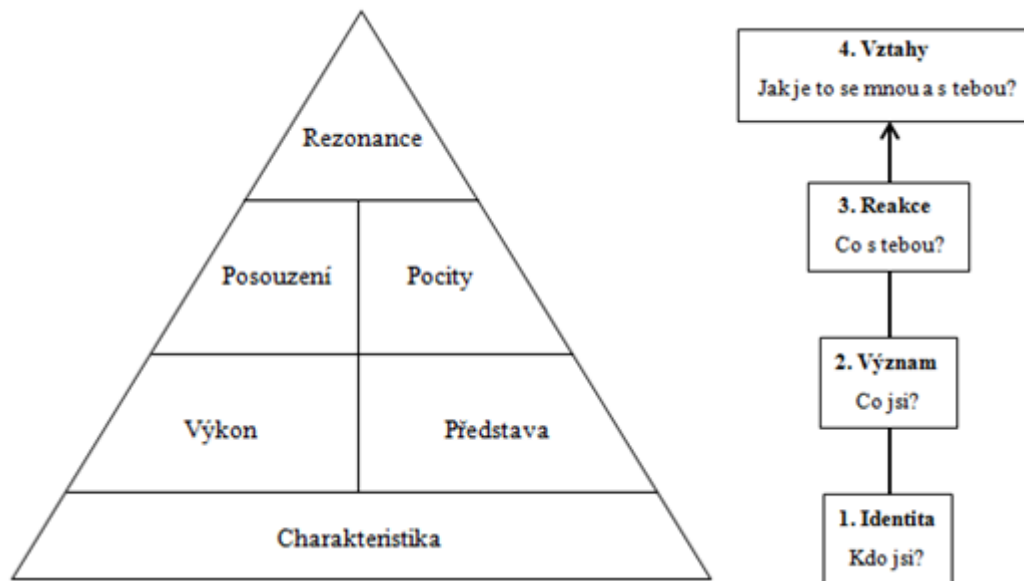 Rezonance
Posouzení
Pocity
Výkon
Představa
Charakteristika
4. Vztahy
Jak je to se mnou a s tebou?
3. Reakce
Co s tebou?
2. Význam
Co jsi?
1. Identita
Kdo jsi?